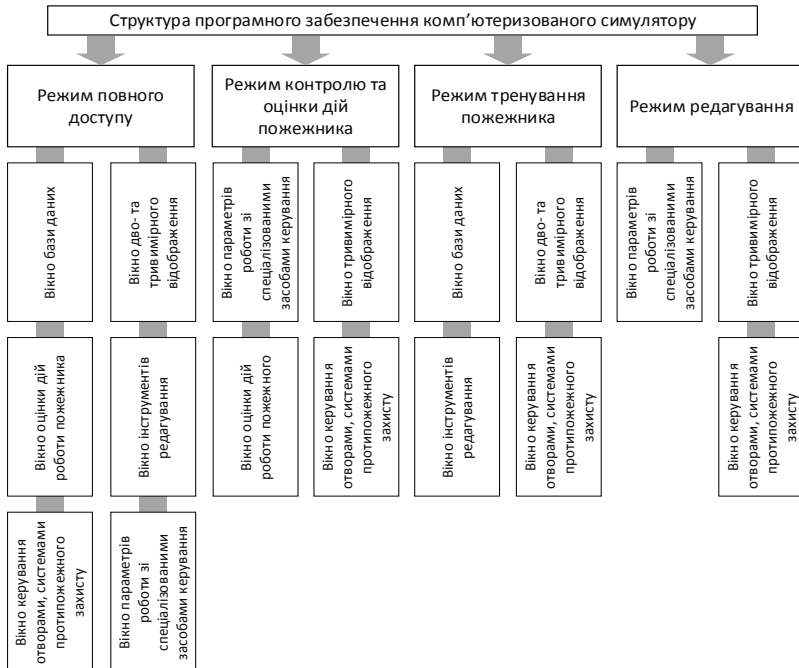 Структура програмного забезпечення комп’ютеризованого симулятору
Режим повного
доступу
Режим контролю та
оцінки дій
пожежника
Режим тренування
пожежника
Режим редагування
Вікно бази даних
Вікно дво- та
тривимірного
відображення
Вікно параметрів
роботи зі
спеціалізованими
засобами керування
Вікно тривимірного
відображення
Вікно бази даних
Вікно дво- та
тривимірного
відображення
Вікно параметрів
роботи зі
спеціалізованими
засобами керування
Вікно тривимірного
відображення
Вікно оцінки дій
роботи пожежника
Вікно інструментів
редагування
Вікно оцінки дій
роботи пожежного
Вікно керування
отворами, системами
протипожежного
захисту
Вікно інструментів
редагування
Вікно керування
отворами, системами
протипожежного
захисту
Вікно керування
отворами, системами
протипожежного
захисту
Вікно керування
отворами, системами
протипожежного
захисту
Вікно параметрів
роботи зі
спеціалізованими
засобами керування